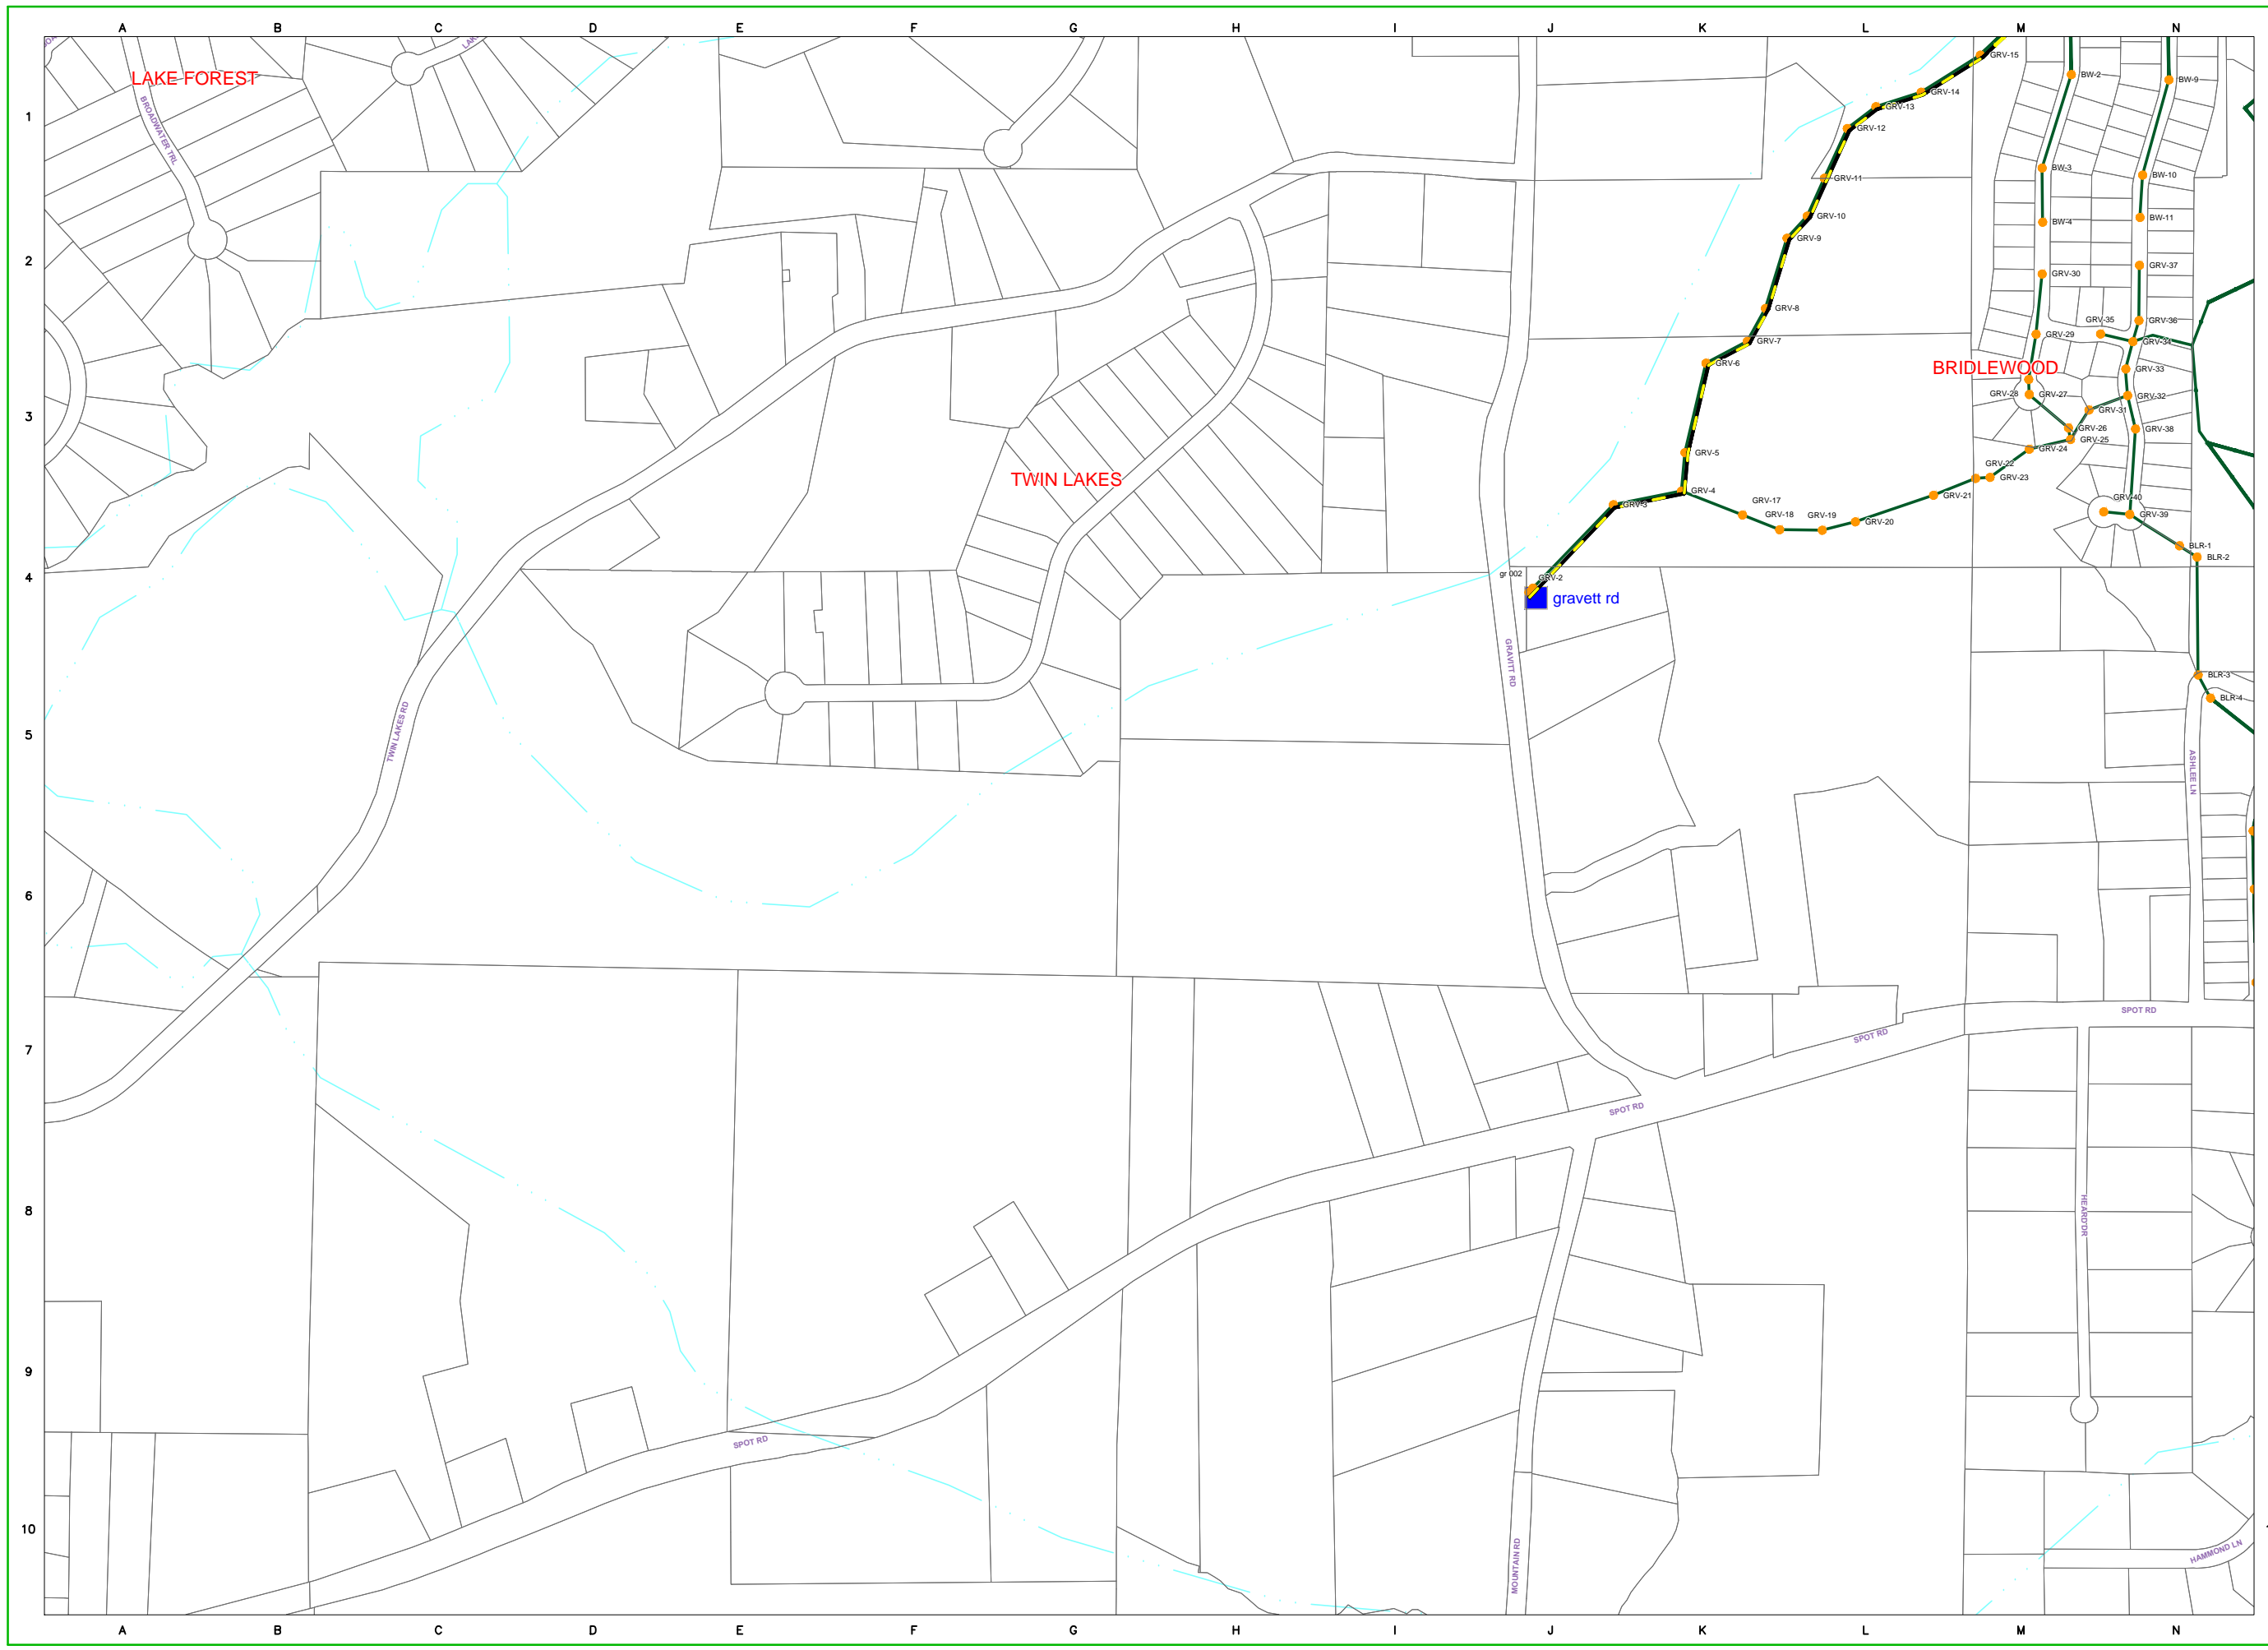 A B C D E F G H I J K L M N
LAKE FOREST
BROADWATER TRL
LAK
GRV-15
BW-2
BW-9
GRV-14
GRV-13
1
GRV-12
BW-3
BW-10
GRV-11
GRV-10
BW-11
BW-4
GRV-9
2
GRV-37
GRV-30
GRV-8
GRV-35
GRV-36
GRV-29
GRV-7
GRV-34
GRV-6
BRIDLEWOOD
GRV-33
GRV-28
GRV-27
GRV-32
GRV-31
3
GRV-26
GRV-38
GRV-25
GRV-24
GRV-5
GRV-22
GRV-23
TWIN LAKES
GRV-4
GRV-21
GRV-40
GRV-3
GRV-17
GRV-18
GRV-19
GRV-20
GRV-39
BLR-1
BLR-2
gr 002
GRV-2
4
gravett rd
GRAVITT RD
BLR-3
BLR-4
TWIN LAKES RD
5
ASHLEE LN
6
SPOT RD
SPOT RD
7
SPOT RD
8
HEARD DR
9
SPOT RD
10
MOUNTAIN RD
HAMMOND LN
A B C D E F G H I J K L M N